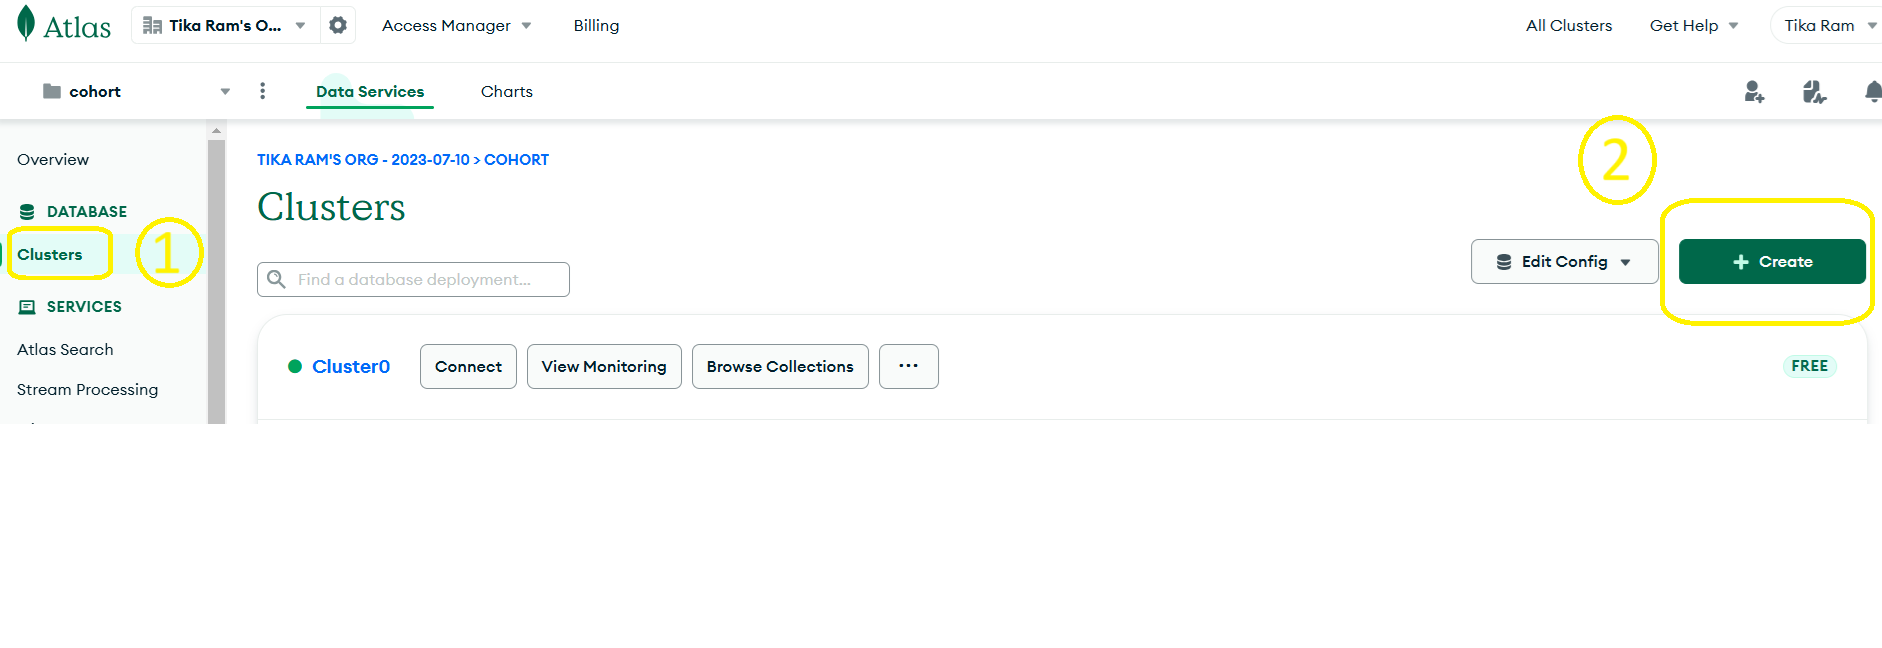 Atlas
Tika Ram's O...
Access Manager
Billing
All Clusters
Get Help
Tika Ram
cohort
Data Services
Charts
Overview
DATABASE
Clusters
1
SERVICES
Atlas Search
Stream Processing
TIKA RAM'S ORG - 2023-07-10 > COHORT
Clusters
2
Find a database deployment...
Edit Config
+ Create
Cluster0
Connect
View Monitoring
Browse Collections
...
FREE